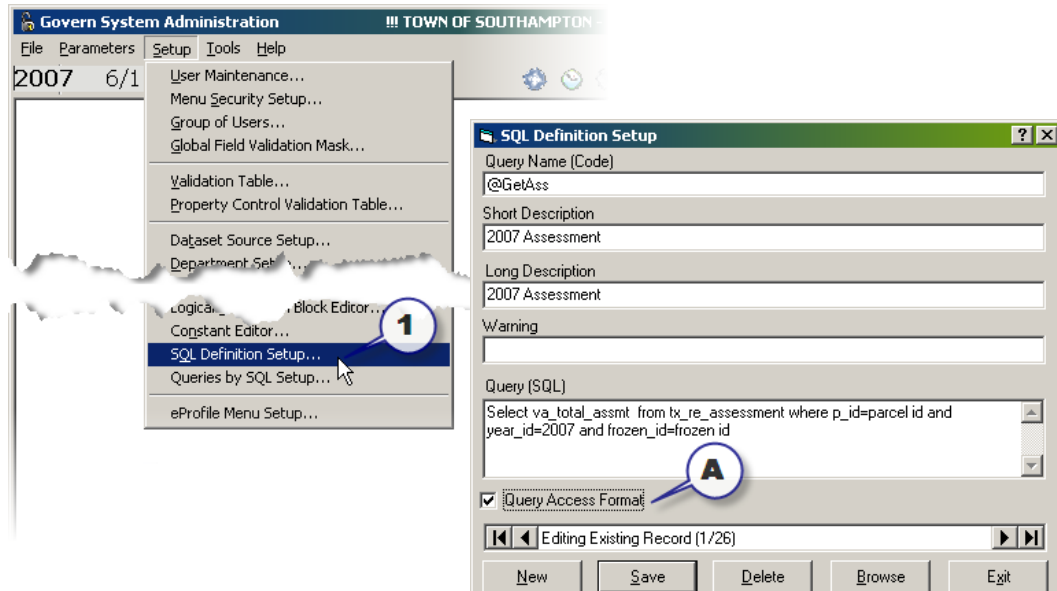 Govern System Administration !!! TOWN OF SOUTHAMPTON -
File Parameters Setup Tools Help
2007 6/1
User Maintenance...
Menu Security Setup...
Group of Users...
Global Field Validation Mask...
Validation Table...
Property Control Validation Table...
Dataset Source Setup...
Department Set
Block Editor...
Constant Editor...
SQL Definition Setup...
Queries by SQL Setup...
eProfile Menu Setup...
1
SQL Definition Setup
Query Name (Code)
@GetAss
Short Description
2007 Assessment
Long Description
2007 Assessment
Warning
Query (SQL)
Select va_total_assmt from tx_re_assessment where p_id=parcel id and
year_id=2007 and frozen_id=frozen id
A
Query Access Format
Editing Existing Record (1/26)
New Save Delete Browse Exit